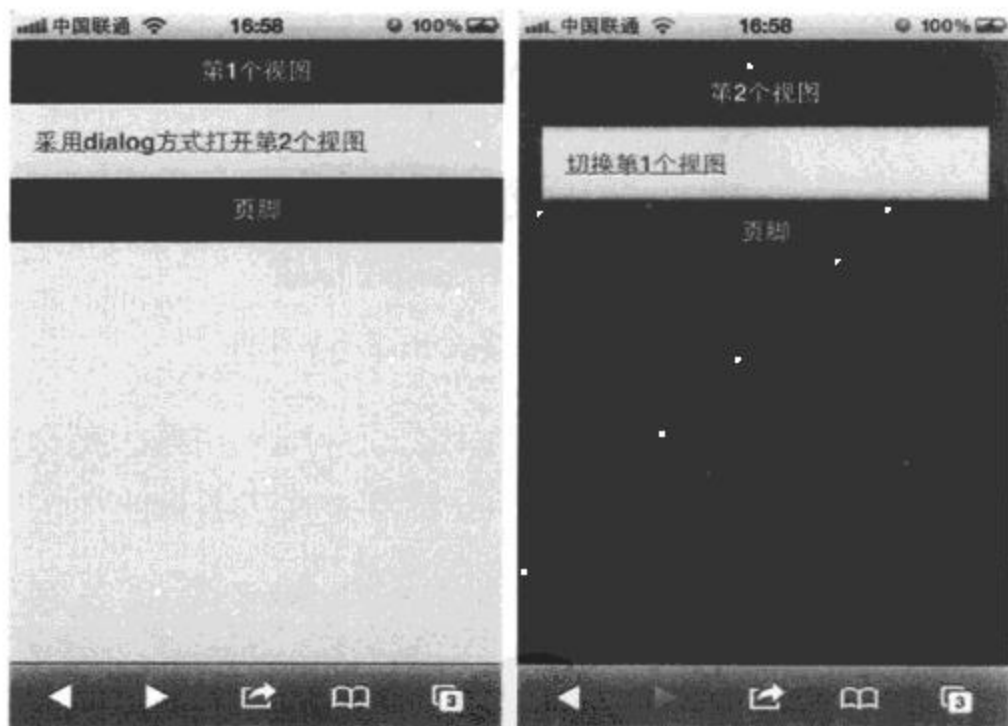 中国联通 16:58 100%
第1个视图
采用dialog方式打开第2个视图
页脚
3
中国联通 16:58 100%
第2个视图
切换第1个视图
页脚
3